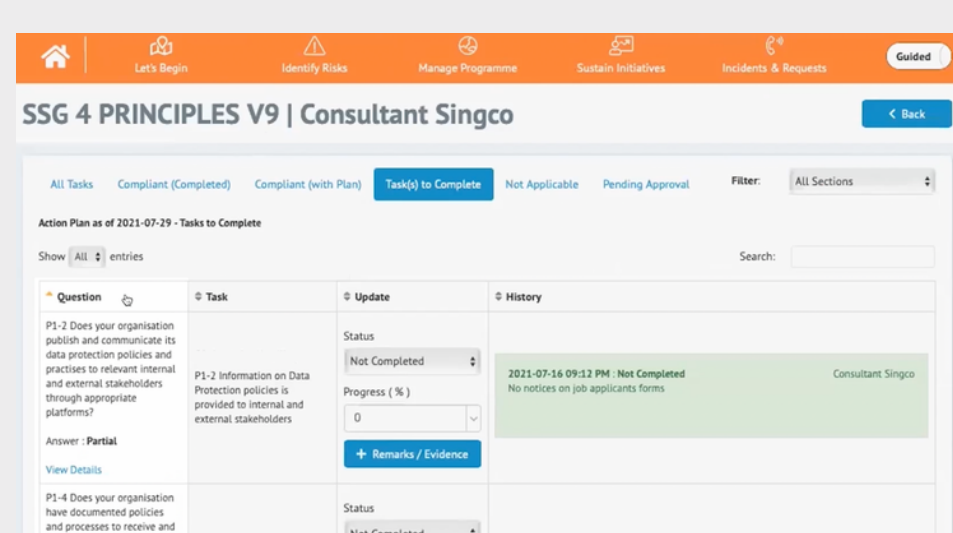 Let's Begin
Identify Risks
Manage Programme
Sustain Initiatives
Incidents & Requests
Guided
SSG 4 PRINCIPLES V9 | Consultant Singco
< Back
All Tasks
Compliant (Completed)
Compliant (with Plan)
Task(s) to Complete
Not Applicable
Pending Approval
Filter:
All Sections
Action Plan as of 2021-07-29 - Tasks to Complete
Show All entries
Search:
Question
Task
Update
History
P1-2 Does your organisation
publish and communicate its
data protection policies and
practises to relevant internal
and external stakeholders
through appropriate
platforms?
Answer : Partial
View Details
P1-2 Information on Data
Protection policies is
provided to internal and
external stakeholders
Status
Not Completed
Progress ( % )
0
+ Remarks / Evidence
2021-07-16 09:12 PM : Not Completed
Consultant Singco
No notices on job applicants forms
P1-4 Does your organisation
have documented policies
and processes to receive and
Status
Not Completed